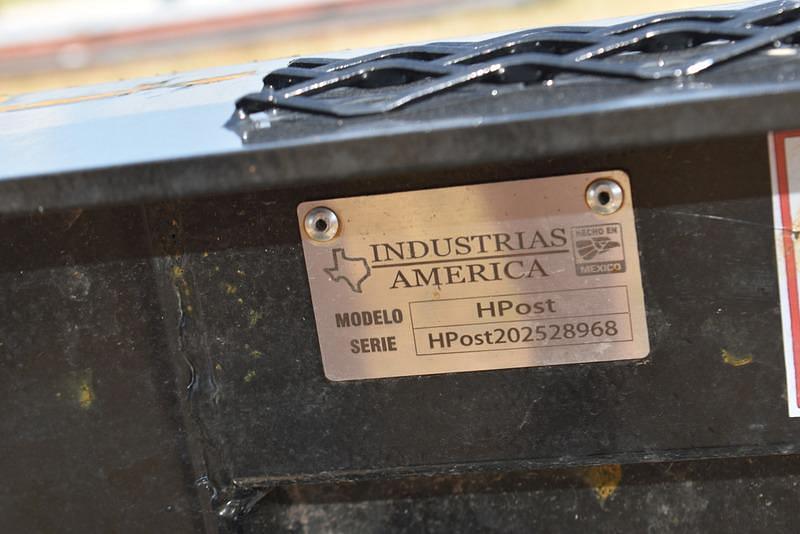 INDUSTRIAS
AMERICA
HECHO EN
MEXICO
MODELO HPost
SERIE HPost202528968